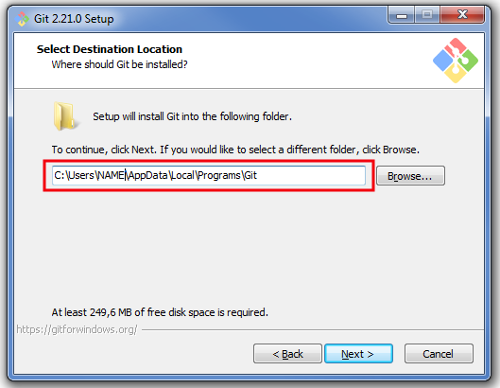 Git 2.21.0 Setup
Select Destination Location
Where should Git be installed?
Setup will install Git into the following folder.
To continue, click Next. If you would like to select a different folder, click Browse.
C:\Users\NAME\AppData\Local\Programs\Git
Browse...
At least 249,6 MB of free disk space is required.
https://gitforwindows.org/
< Back
Next >
Cancel